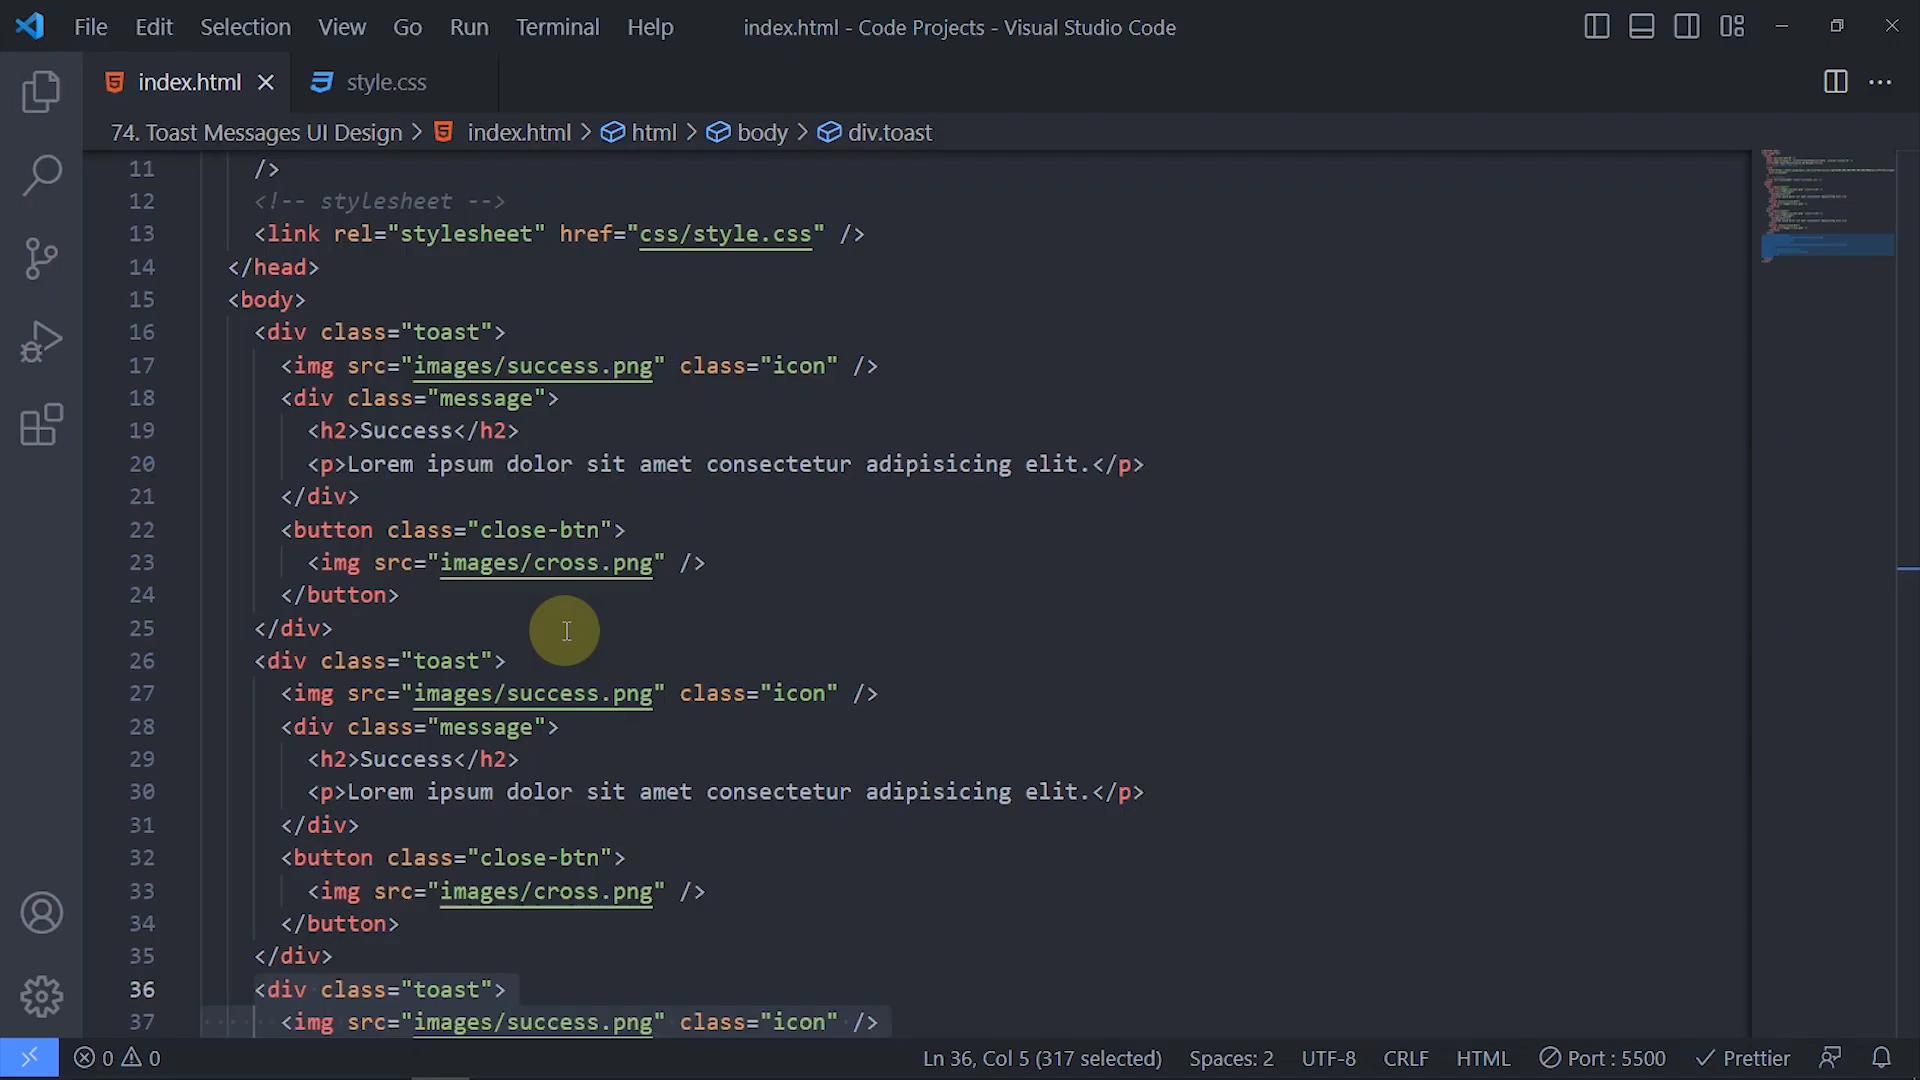 File Edit Selection View Go Run Terminal Help index.html - Code Projects - Visual Studio Code
index.html style.css
74. Toast Messages UI Design > index.html > html > body > div.toast
11 />
12 <!-- stylesheet -->
13 <link rel="stylesheet" href="css/style.css" />
14 </head>
15 <body>
16 <div class="toast">
17 <img src="images/success.png" class="icon" />
18 <div class="message">
19 <h2>Success</h2>
20 <p>Lorem ipsum dolor sit amet consectetur adipisicing elit.</p>
21 </div>
22 <button class="close-btn">
23 <img src="images/cross.png" />
24 </button>
25 </div>
26 <div class="toast">
27 <img src="images/success.png" class="icon" />
28 <div class="message">
29 <h2>Success</h2>
30 <p>Lorem ipsum dolor sit amet consectetur adipisicing elit.</p>
31 </div>
32 <button class="close-btn">
33 <img src="images/cross.png" />
34 </button>
35 </div>
36 <div class="toast">
37 <img src="images/success.png" class="icon" />
0 0 Ln 36, Col 5 (317 selected) Spaces: 2 UTF-8 CRLF HTML Port : 5500 Prettier